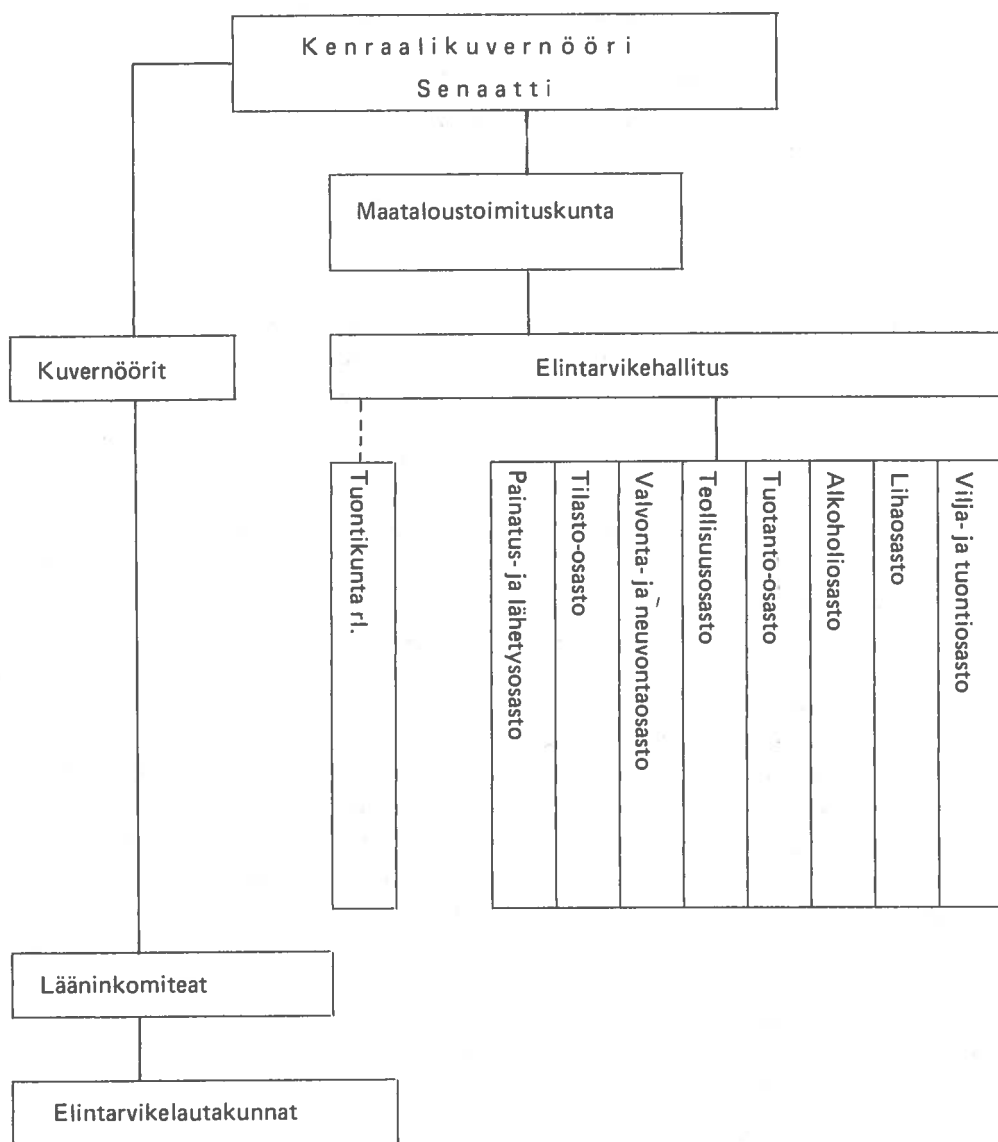 Kenraalikuvernööri
Senaatti
Maataloustoimituskunta
Kuvernöörit
Elintarvikehallitus
Tuontikunta rl.
Painatus- ja lähetysosasto
Tilasto-osasto
Valvonta- ja neuvontaosasto
Teollisuusosasto
Tuotanto-osasto
Alkoholiosasto
Lihaosasto
Vilja- ja tuontiosasto
Lääninkomiteat
Elintarvikelautakunnat